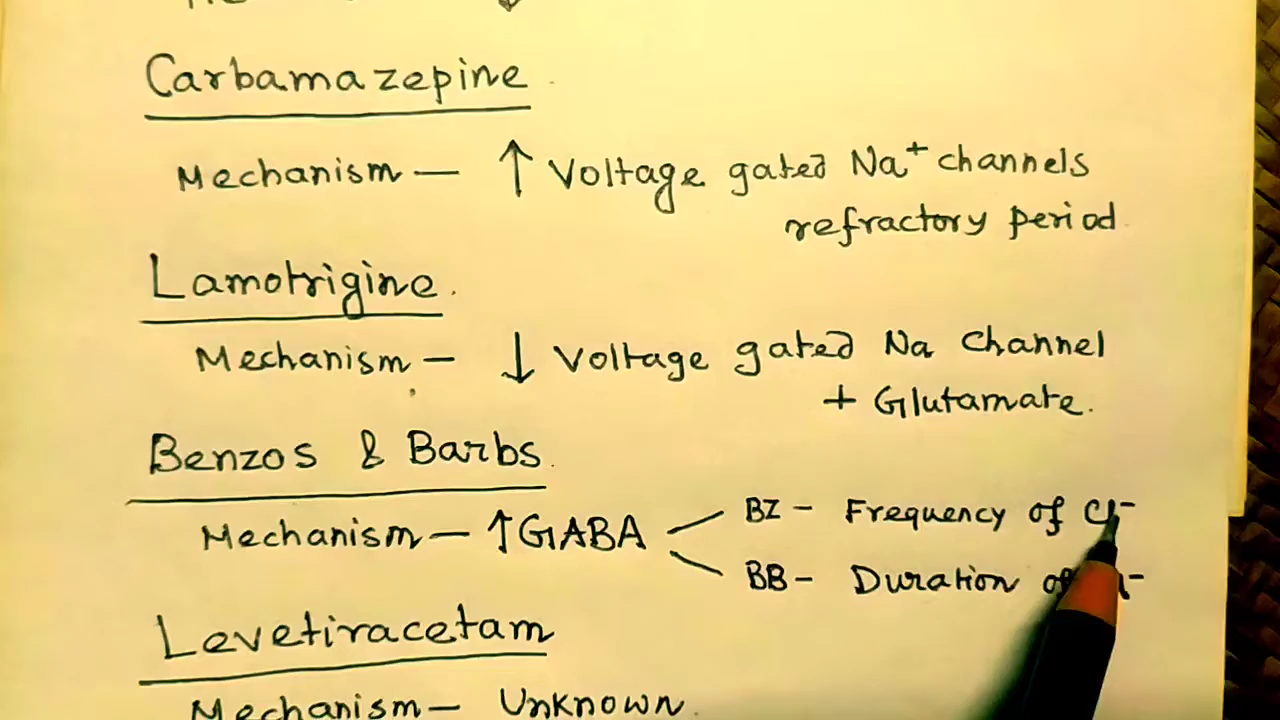 Carbamazepine
Mechanism — ↑ Voltage gated Na⁺ channels
refractory period
Lamotrigine.
Mechanism — ↓ Voltage gated Na Channel
+ Glutamate.
Benzos & Barbs.
Mechanism — ↑GABA
BZ - Frequency of Cl⁻
BB - Duration of
Levetiracetam
Mechanism — Unknown.